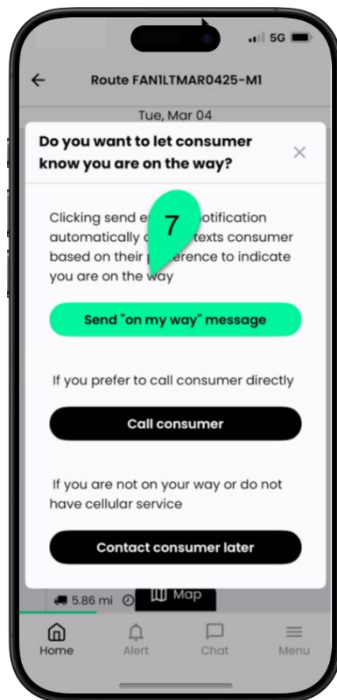 5G
Route FAN1LTMAR0425-M1
Tue, Mar 04
Do you want to let consumer
know you are on the way?
Clicking send notification
automatically texts consumer
based on their to indicate
you are on the way
7
Send "on my way" message
If you prefer to call consumer directly
Call consumer
If you are not on your way or do not
have cellular service
Contact consumer later
5.86 mi
Map
Home
Alert
Chat
Menu